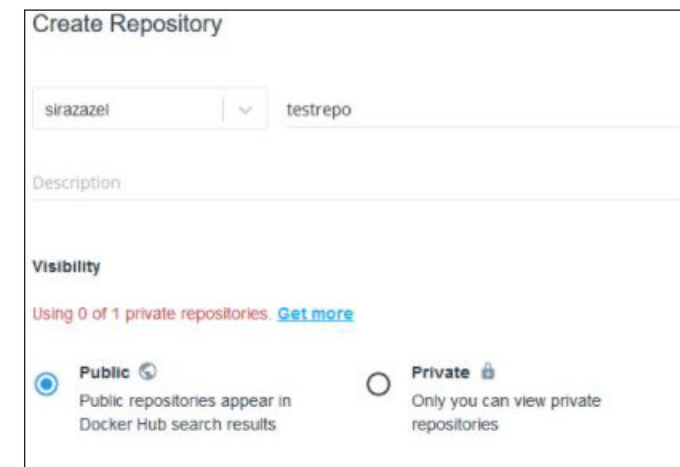 Create Repository
sirazazel testrepo
Description
Visibility
Using 0 of 1 private repositories. Get more
Public
Public repositories appear in
Docker Hub search results
Private
Only you can view private
repositories